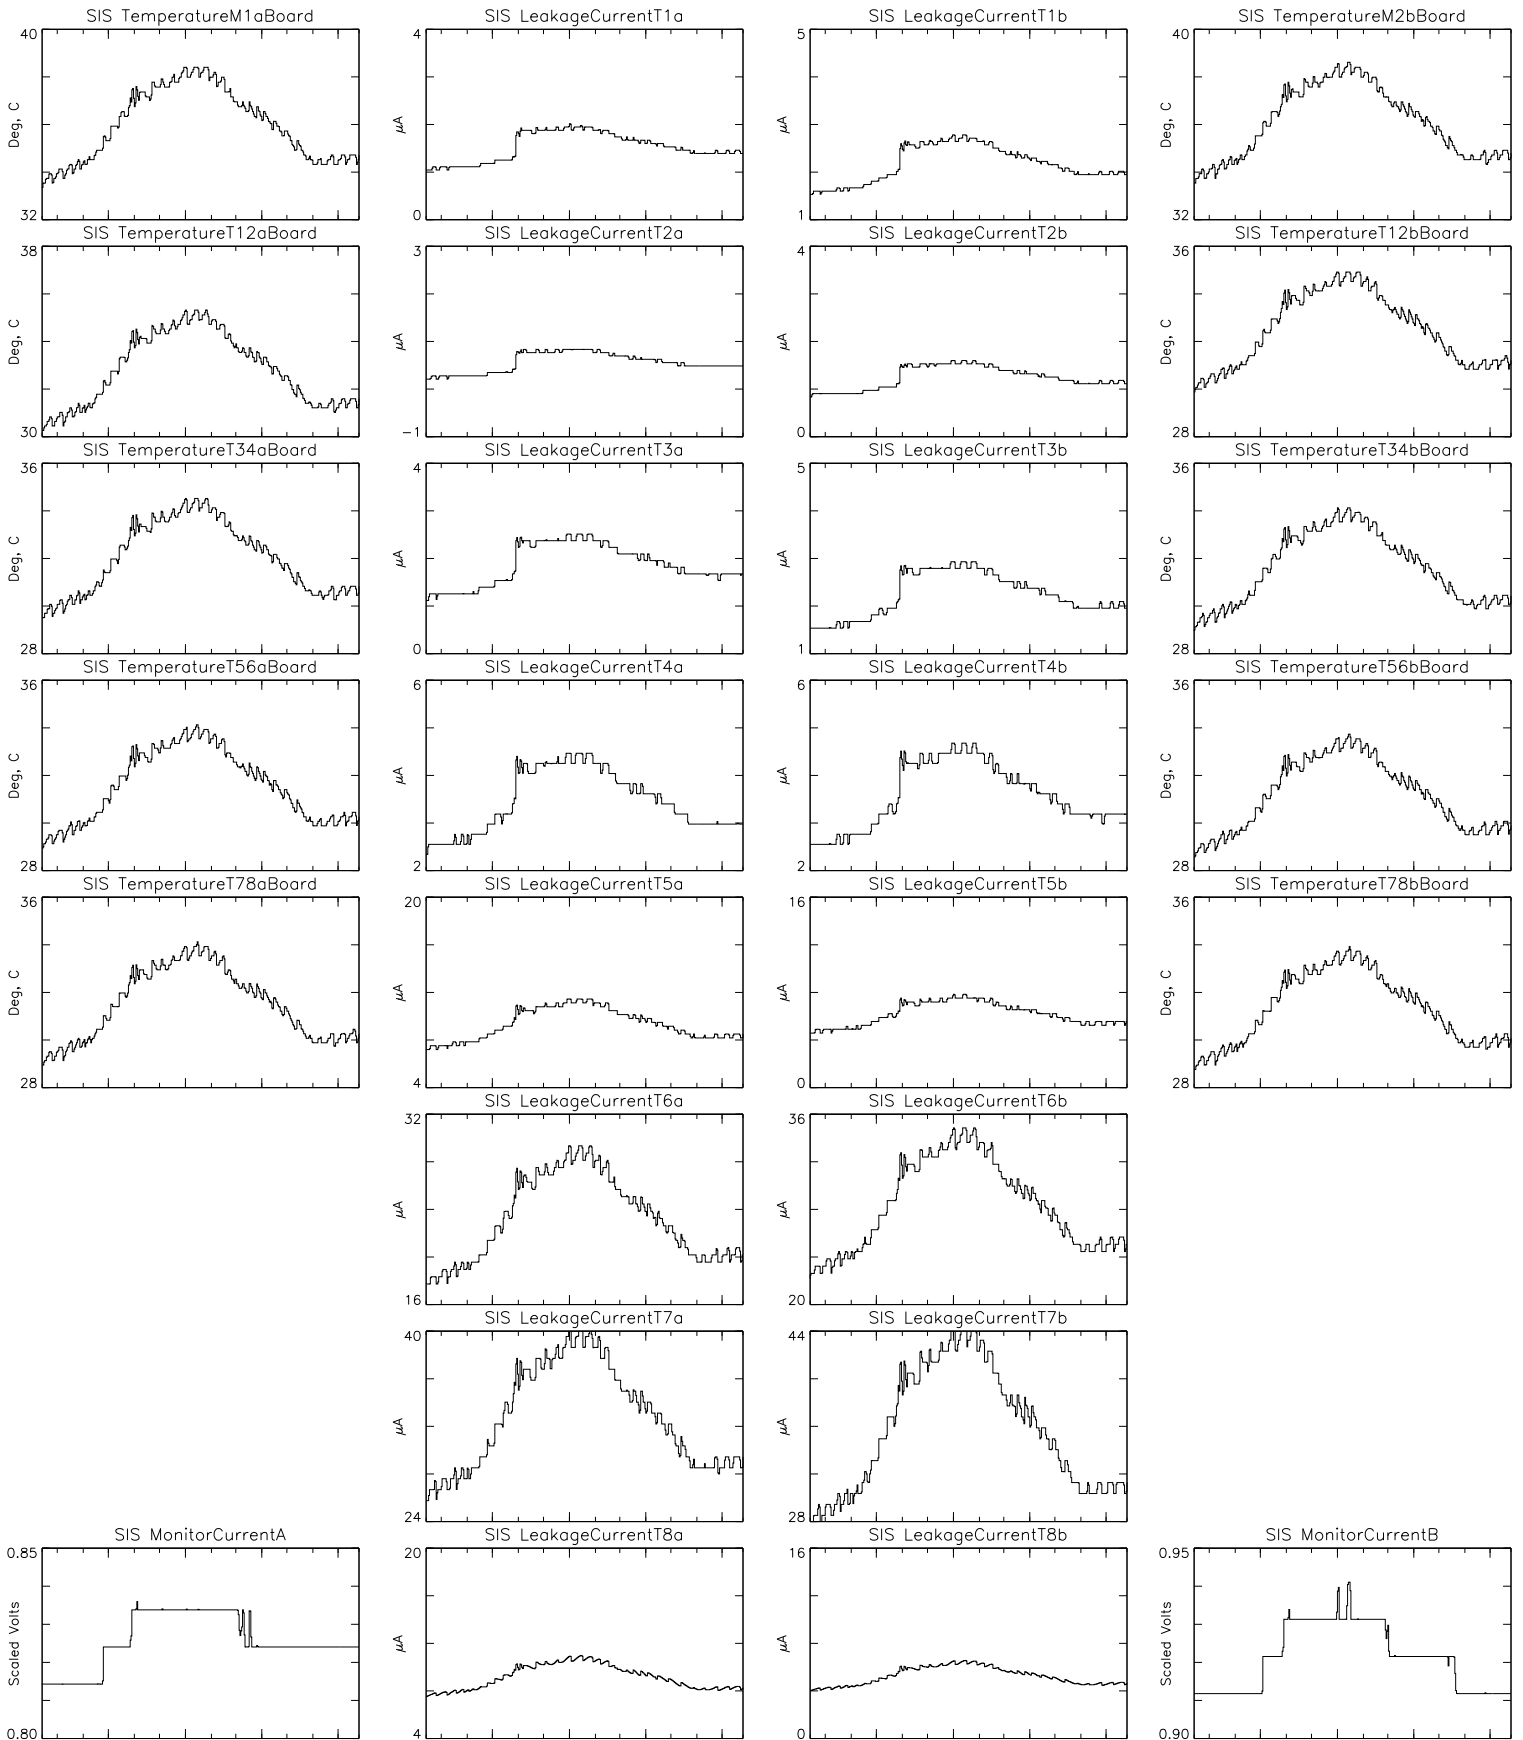 SIS TemperatureM1aBoard
SIS LeakageCurrentT1a
SIS LeakageCurrentT1b
SIS TemperatureM2bBoard
40
4
5
40
Deg, C
μA
μA
Deg, C
32
0
1
32
SIS TemperatureT12aBoard
SIS LeakageCurrentT2a
SIS LeakageCurrentT2b
SIS TemperatureT12bBoard
38
3
4
36
Deg, C
μA
μA
Deg, C
30
−1
0
28
SIS TemperatureT34aBoard
SIS LeakageCurrentT3a
SIS LeakageCurrentT3b
SIS TemperatureT34bBoard
36
4
5
36
Deg, C
μA
μA
Deg, C
28
0
1
28
SIS TemperatureT56aBoard
SIS LeakageCurrentT4a
SIS LeakageCurrentT4b
SIS TemperatureT56bBoard
36
6
6
36
Deg, C
μA
μA
Deg, C
28
2
2
28
SIS TemperatureT78aBoard
SIS LeakageCurrentT5a
SIS LeakageCurrentT5b
SIS TemperatureT78bBoard
36
20
16
36
Deg, C
μA
μA
Deg, C
28
4
0
28
SIS LeakageCurrentT6a
SIS LeakageCurrentT6b
32
36
μA
μA
16
20
SIS LeakageCurrentT7a
SIS LeakageCurrentT7b
40
44
μA
μA
24
28
SIS MonitorCurrentA
SIS LeakageCurrentT8a
SIS LeakageCurrentT8b
SIS MonitorCurrentB
0.85
20
16
0.95
Scaled Volts
μA
μA
Scaled Volts
0.80
4
0
0.90